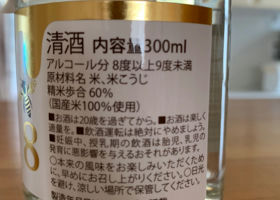 清酒 内容量300ml
アルコール分 8度以上9度未満
原材料名 米、米こうじ
精米歩合 60%
(国産米100%使用)
■お酒は20歳を過ぎてから。■お酒は楽しく
適量を。■飲酒運転は絶対にやめましょう。
■妊娠中、授乳期の飲酒は胎児、乳児の
発育に悪影響を与えるおそれがあります。
○本来の風味をお楽しみいただくため
に、早めにお召し上がりください。○日光
を避け、涼しい場所で保管してください。
8